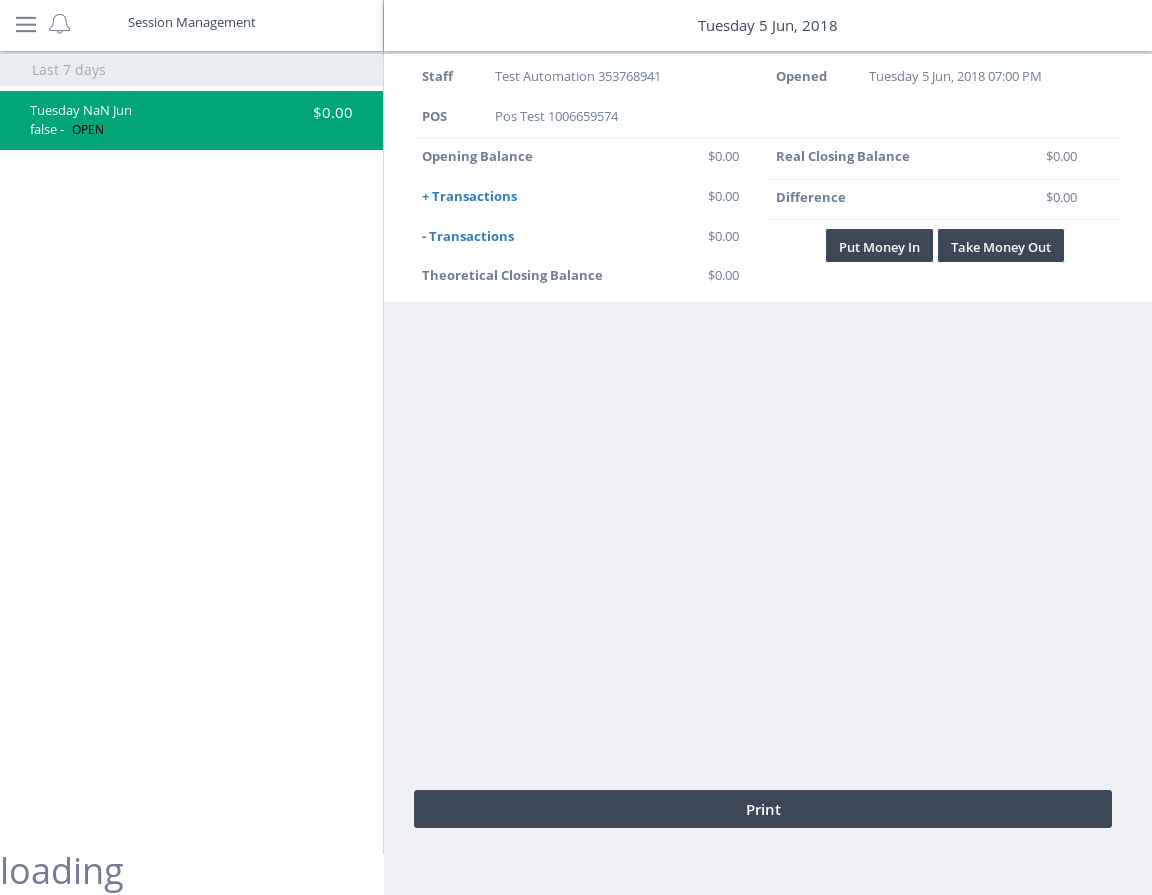 Session Management
Tuesday 5 Jun, 2018
Last 7 days
Tuesday NaN Jun
$0.00
false - OPEN
Staff
Test Automation 353768941
Opened
Tuesday 5 Jun, 2018 07:00 PM
POS
Pos Test 1006659574
Opening Balance
$0.00
+ Transactions
$0.00
- Transactions
$0.00
Theoretical Closing Balance
$0.00
Real Closing Balance
$0.00
Difference
$0.00
Put Money In
Take Money Out
Print
loading